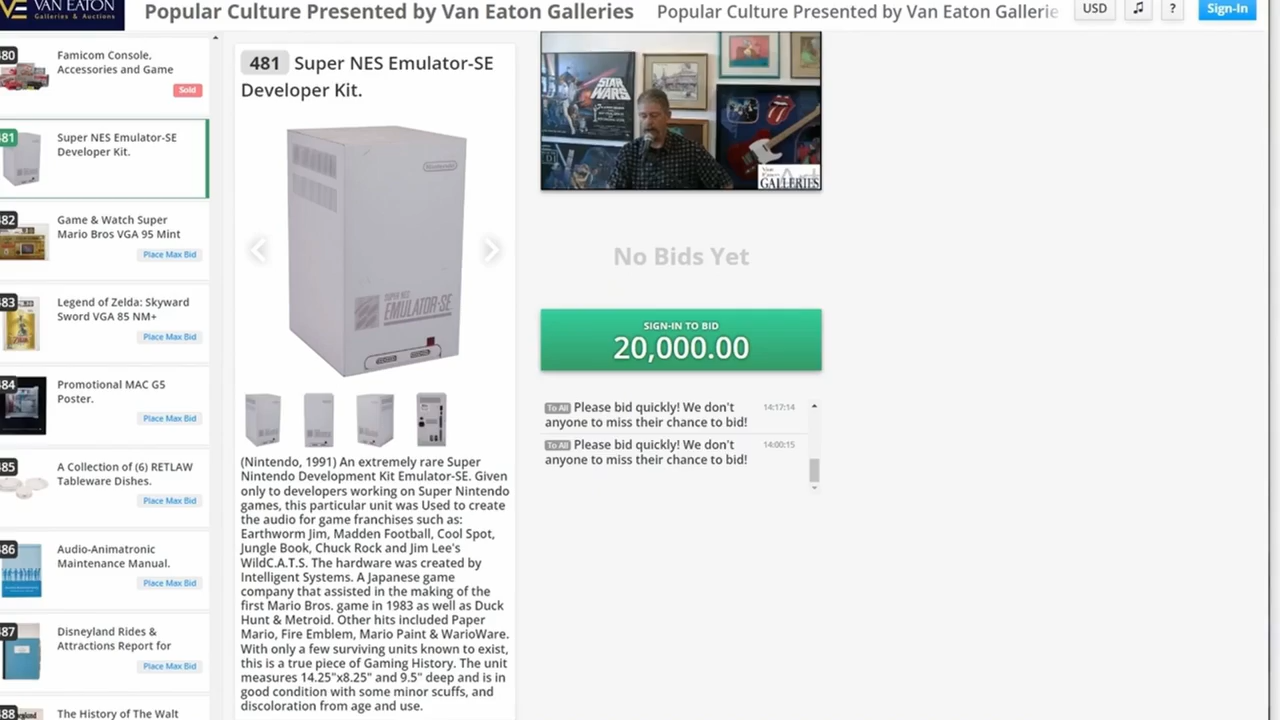 VAN EATON
Galleries & Auctions
Popular Culture Presented by Van Eaton Galleries
Popular Culture Presented by Van Eaton Gallerie
USD
?
Sign-In
480
Famicom Console,
Accessories and Game
Sold
481
Super NES Emulator-SE
Developer Kit.
482
Game & Watch Super
Mario Bros VGA 95 Mint
Place Max Bid
483
Legend of Zelda: Skyward
Sword VGA 85 NM+
Place Max Bid
484
Promotional MAC G5
Poster.
Place Max Bid
485
A Collection of (6) RETLAW
Tableware Dishes.
Place Max Bid
486
Audio-Animatronic
Maintenance Manual.
Place Max Bid
487
Disneyland Rides &
Attractions Report for
Place Max Bid
488
The History of The Walt
481 Super NES Emulator-SE
Developer Kit.
Nintendo
SUPER NES
EMULATOR-SE
(Nintendo, 1991) An extremely rare Super
Nintendo Development Kit Emulator-SE. Given
only to developers working on Super Nintendo
games, this particular unit was Used to create
the audio for game franchises such as:
Earthworm Jim, Madden Football, Cool Spot,
Jungle Book, Chuck Rock and Jim Lee's
WildC.A.T.S. The hardware was created by
Intelligent Systems. A Japanese game
company that assisted in the making of the
first Mario Bros. game in 1983 as well as Duck
Hunt & Metroid. Other hits included Paper
Mario, Fire Emblem, Mario Paint & WarioWare.
With only a few surviving units known to exist,
this is a true piece of Gaming History. The unit
measures 14.25"x8.25" and 9.5" deep and is in
good condition with some minor scuffs, and
discoloration from age and use.
STAR
WARS
GALLERIES
No Bids Yet
SIGN-IN TO BID
20,000.00
To All Please bid quickly! We don't 14:17:14
anyone to miss their chance to bid!
To All Please bid quickly! We don't 14:00:15
anyone to miss their chance to bid!